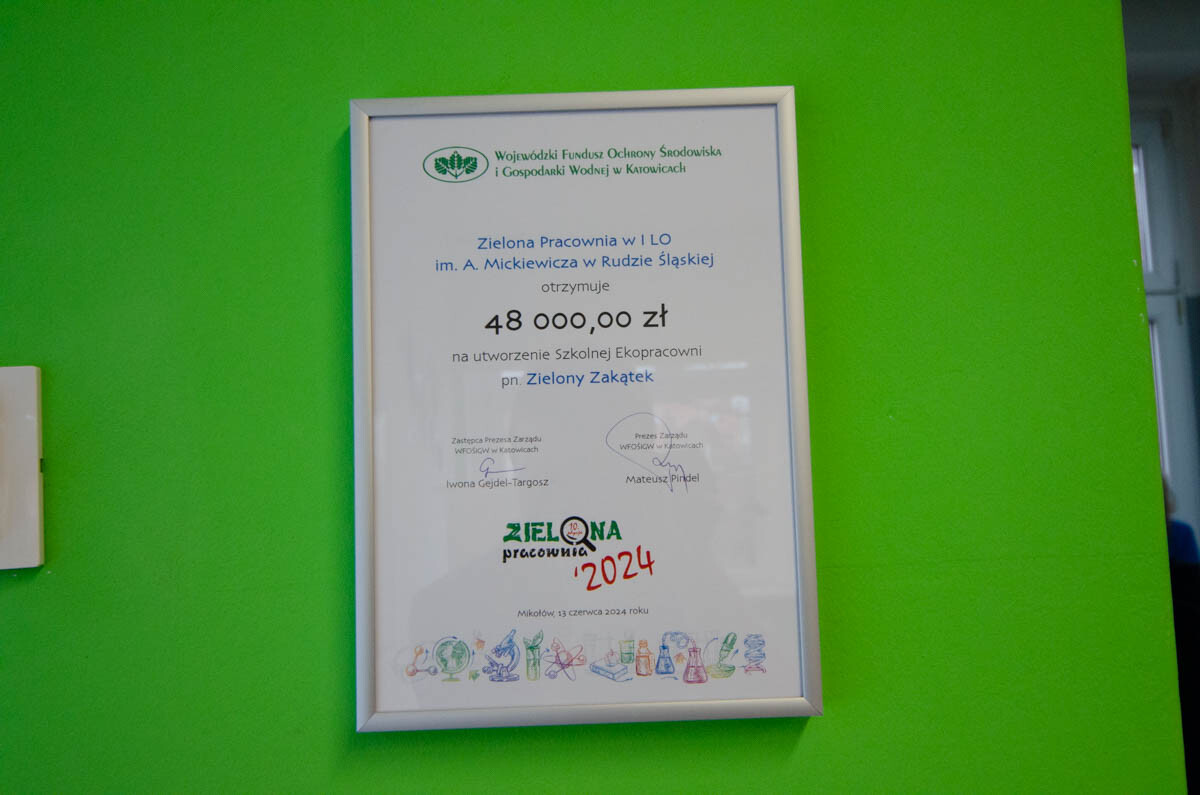 Wojewódzki Fundusz Ochrony Środowiska
i Gospodarki Wodnej w Katowicach
Zielona Pracownia w I LO
im. A. Mickiewicza w Rudzie Śląskiej
otrzymuje
48 000,00 zł
na utworzenie Szkolnej Ekopracowni
pn. Zielony Zakątek
Zastępca Prezesa Zarządu
WFOŚiGW w Katowicach
Iwona Gejdel-Targosz
Prezes Zarządu
WFOŚiGW w Katowicach
Mateusz Pindel
ZIELONA
10.
pracownia
'2024
Mikołów, 13 czerwca 2024 roku